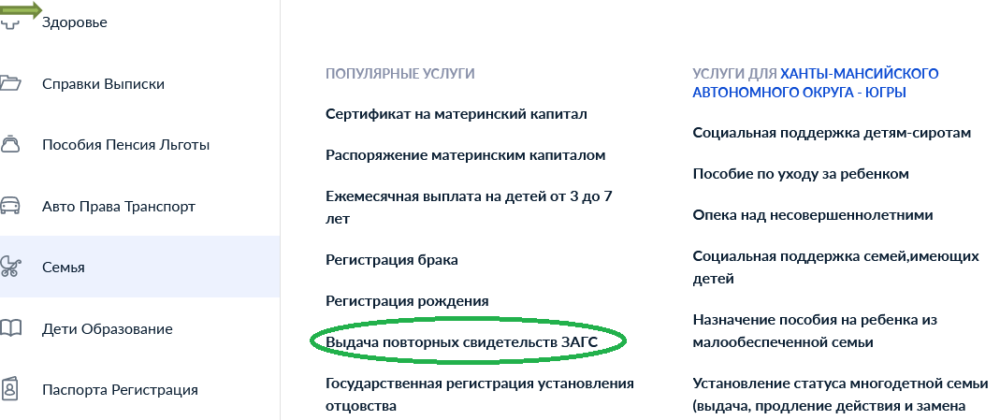 Здоровье
Справки Выписки
Пособия Пенсия Льготы
Авто Права Транспорт
Семья
Дети Образование
Паспорта Регистрация
ПОПУЛЯРНЫЕ УСЛУГИ
Сертификат на материнский капитал
Распоряжение материнским капиталом
Ежемесячная выплата на детей от 3 до 7
лет
Регистрация брака
Регистрация рождения
Выдача повторных свидетельств ЗАГС
Государственная регистрация установления
отцовства
УСЛУГИ ДЛЯ ХАНТЫ-МАНСИЙСКОГО
АВТОНОМНОГО ОКРУГА - ЮГРЫ
Социальная поддержка детям-сиротам
Пособие по уходу за ребенком
Опека над несовершеннолетними
Социальная поддержка семей,имеющих
детей
Назначение пособия на ребенка из
малообеспеченной семьи
Установление статуса многодетной семьи
(выдача, продление действия и замена